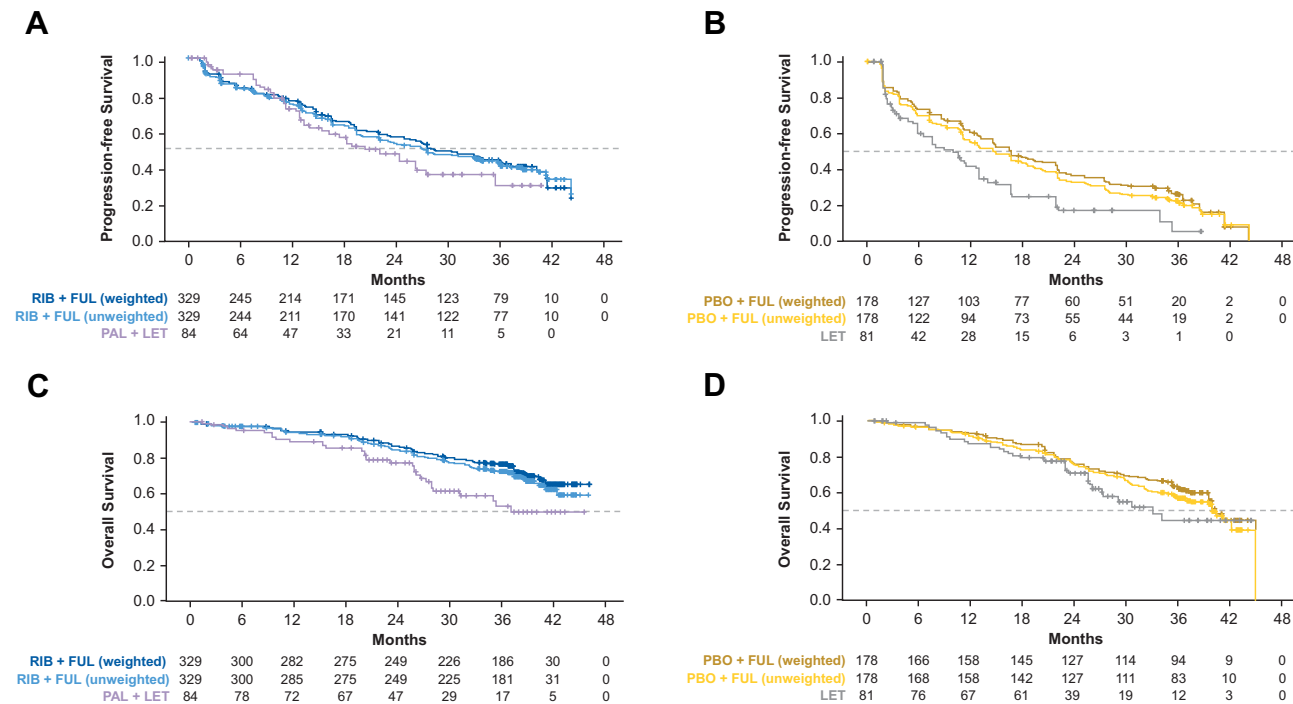 A
Progression-free Survival
1.0
0.8
0.6
0.4
0.2
0.0
0 6 12 18 24 30 36 42 48
Months
RIB + FUL (weighted) 329 245 214 171 145 123 79 10 0
RIB + FUL (unweighted) 329 244 211 170 141 122 77 10 0
PAL + LET 84 64 47 33 21 11 5 0
B
Progression-free Survival
1.0
0.8
0.6
0.4
0.2
0.0
0 6 12 18 24 30 36 42 48
Months
PBO + FUL (weighted) 178 127 103 77 60 51 20 2 0
PBO + FUL (unweighted) 178 122 94 73 55 44 19 2 0
LET 81 42 28 15 6 3 1 0
C
Overall Survival
1.0
0.8
0.6
0.4
0.2
0.0
0 6 12 18 24 30 36 42 48
Months
RIB + FUL (weighted) 329 300 282 275 249 226 186 30 0
RIB + FUL (unweighted) 329 300 285 275 249 225 181 31 0
PAL + LET 84 78 72 67 47 29 17 5 0
D
Overall Survival
1.0
0.8
0.6
0.4
0.2
0.0
0 6 12 18 24 30 36 42 48
Months
PBO + FUL (weighted) 178 166 158 145 127 114 94 9 0
PBO + FUL (unweighted) 178 168 158 142 127 111 83 10 0
LET 81 76 67 61 39 19 12 3 0